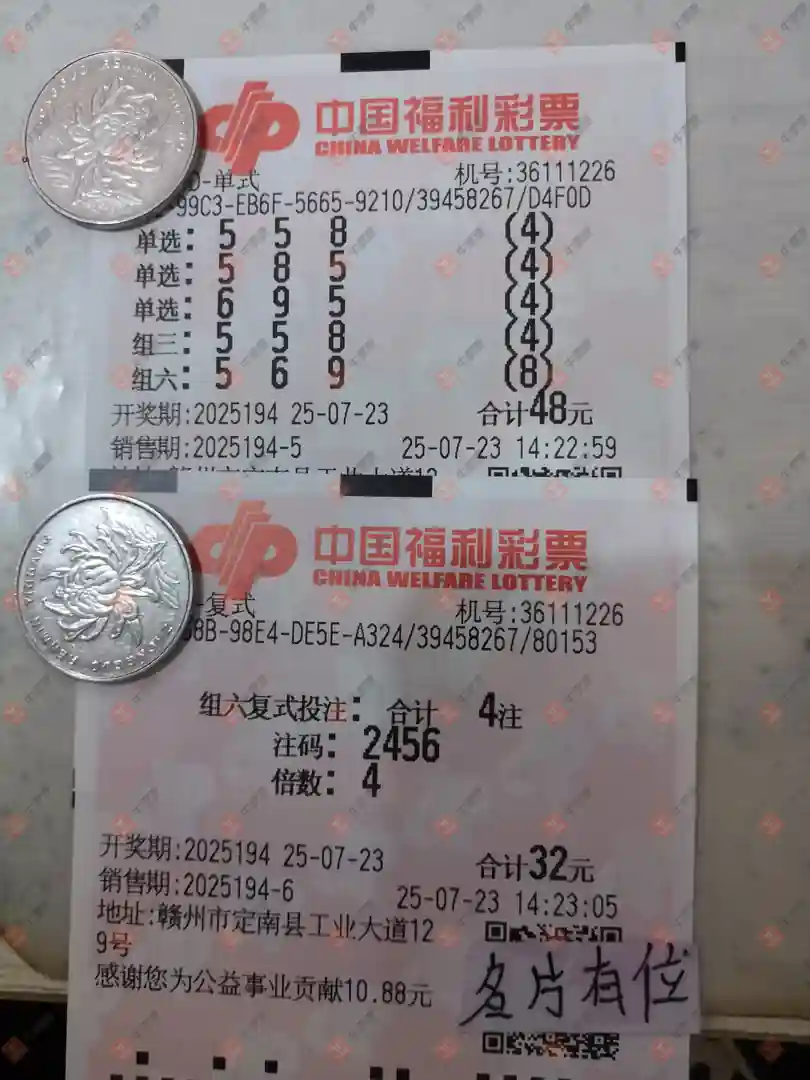 中国福利彩票
CHINA WELFARE LOTTERY
D-单式 机号:36111226
-99C3-EB6F-5665-9210/39458267/D4F0D
单选: 5 5 8 (4)
单选: 5 8 5 (4)
单选: 6 9 5 (4)
组三: 5 5 8 (4)
组六: 5 6 9 (8)
开奖期:2025194 25-07-23 合计48元
销售期:2025194-5 25-07-23 14:22:59
中国福利彩票
CHINA WELFARE LOTTERY
-复式 机号:36111226
8B-98E4-DE5E-A324/39458267/80153
组六复式投注: 合计 4注
注码: 2456
倍数: 4
开奖期:2025194 25-07-23 合计32元
销售期:2025194-6 25-07-23 14:23:05
地址:赣州市定南县工业大道12
9号
感谢您为公益事业贡献10.88元
名片有位